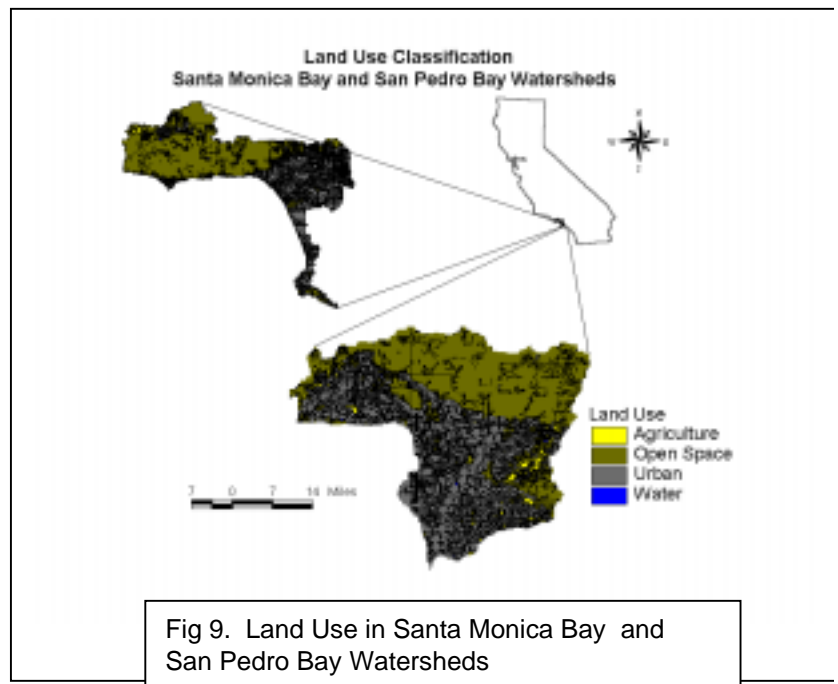 Land Use Classification
Santa Monica Bay and San Pedro Bay Watersheds
N
W E
S
Land Use
Agriculture
Open Space
Urban
Water
7 0 7 14 Miles
Fig 9. Land Use in Santa Monica Bay and
San Pedro Bay Watersheds